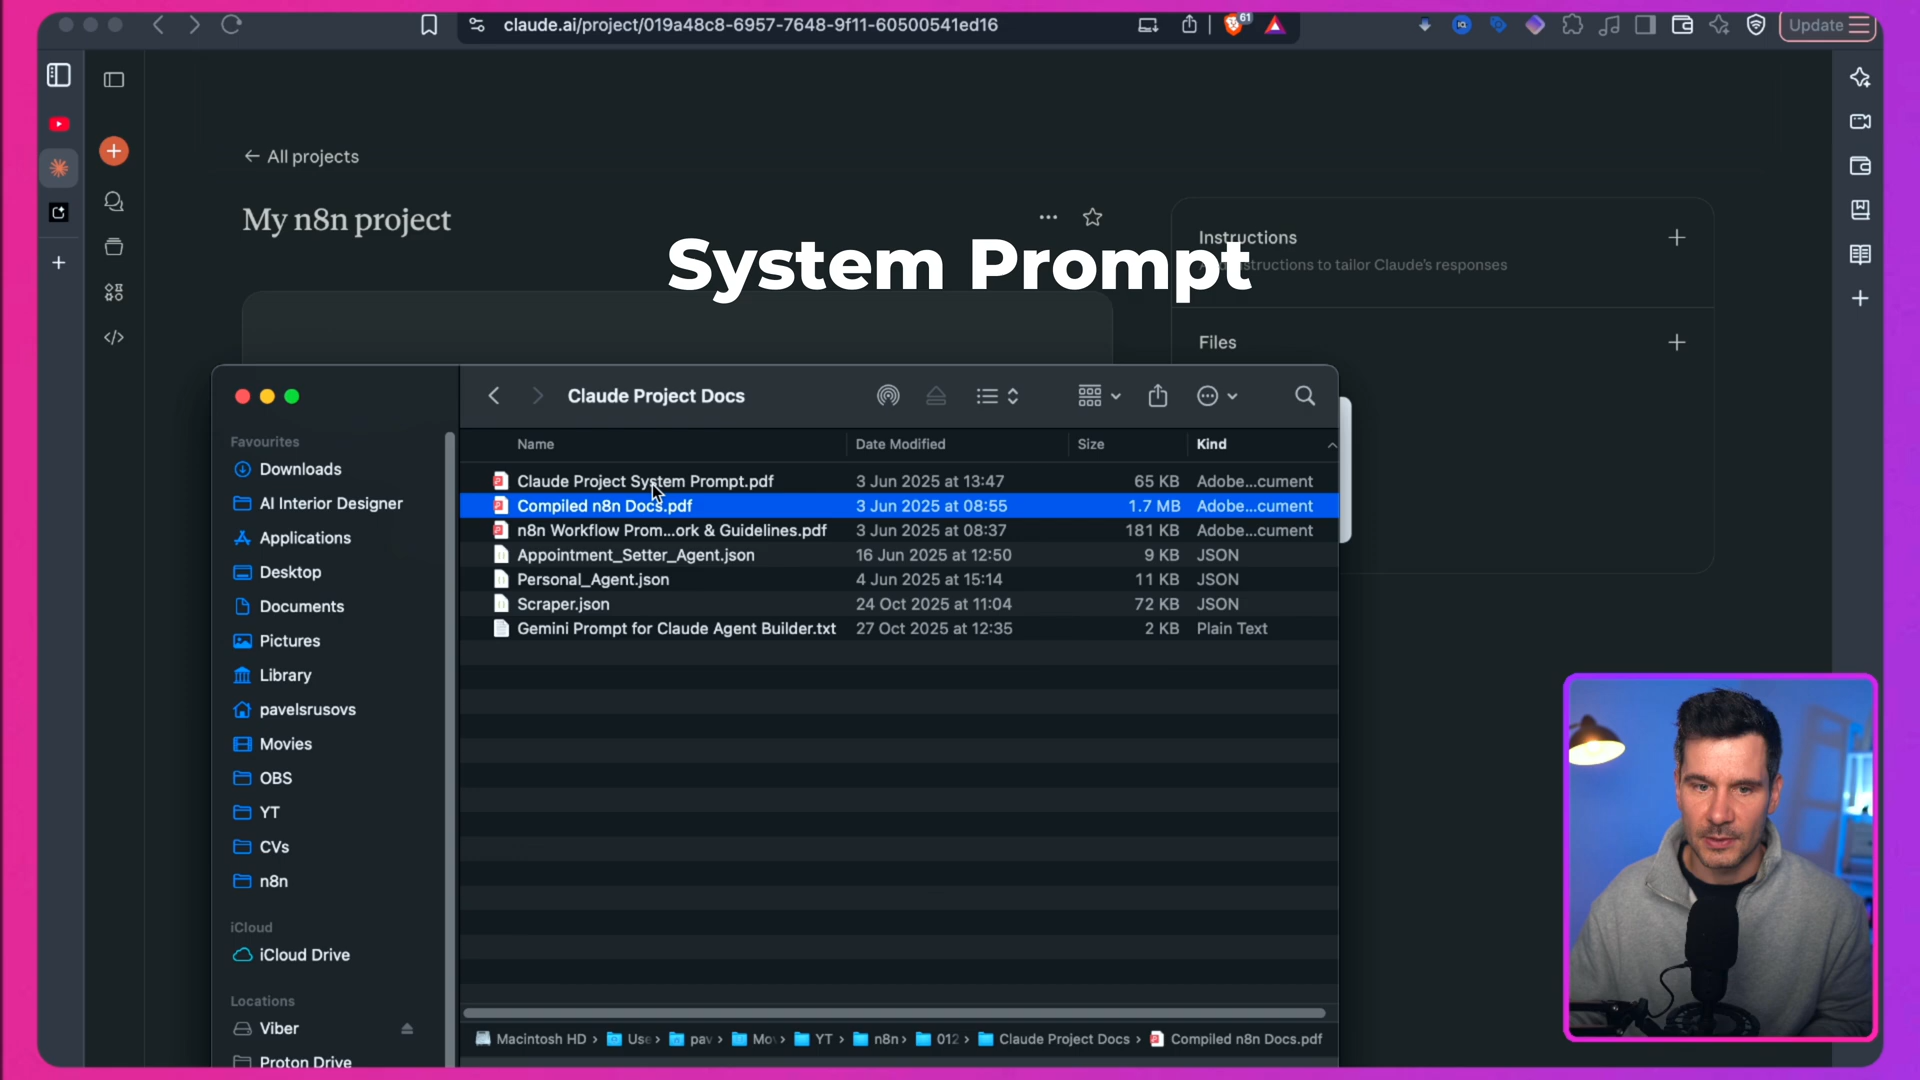 claude.ai/project/019a48c8-6957-7648-9f11-60500541ed16
61
Update
All projects
My n8n project
System Prompt
Instructions
instructions to tailor Claude's responses
Files
Claude Project Docs
Name
Date Modified
Size
Kind
Claude Project System Prompt.pdf 3 Jun 2025 at 13:47 65 KB Adobe...cument
Compiled n8n Docs.pdf 3 Jun 2025 at 08:55 1.7 MB Adobe...cument
n8n Workflow Prom...ork & Guidelines.pdf 3 Jun 2025 at 08:37 181 KB Adobe...cument
Appointment_Setter_Agent.json 16 Jun 2025 at 12:50 9 KB JSON
Personal_Agent.json 4 Jun 2025 at 15:14 11 KB JSON
Scraper.json 24 Oct 2025 at 11:04 72 KB JSON
Gemini Prompt for Claude Agent Builder.txt 27 Oct 2025 at 12:35 2 KB Plain Text
Favourites
Downloads
AI Interior Designer
Applications
Desktop
Documents
Pictures
Library
pavelsrusovs
Movies
OBS
YT
CVs
n8n
iCloud
iCloud Drive
Locations
Viber
Proton Drive
Macintosh HD › Use › pav › Mov › YT › n8n › 012 › Claude Project Docs › Compiled n8n Docs.pdf